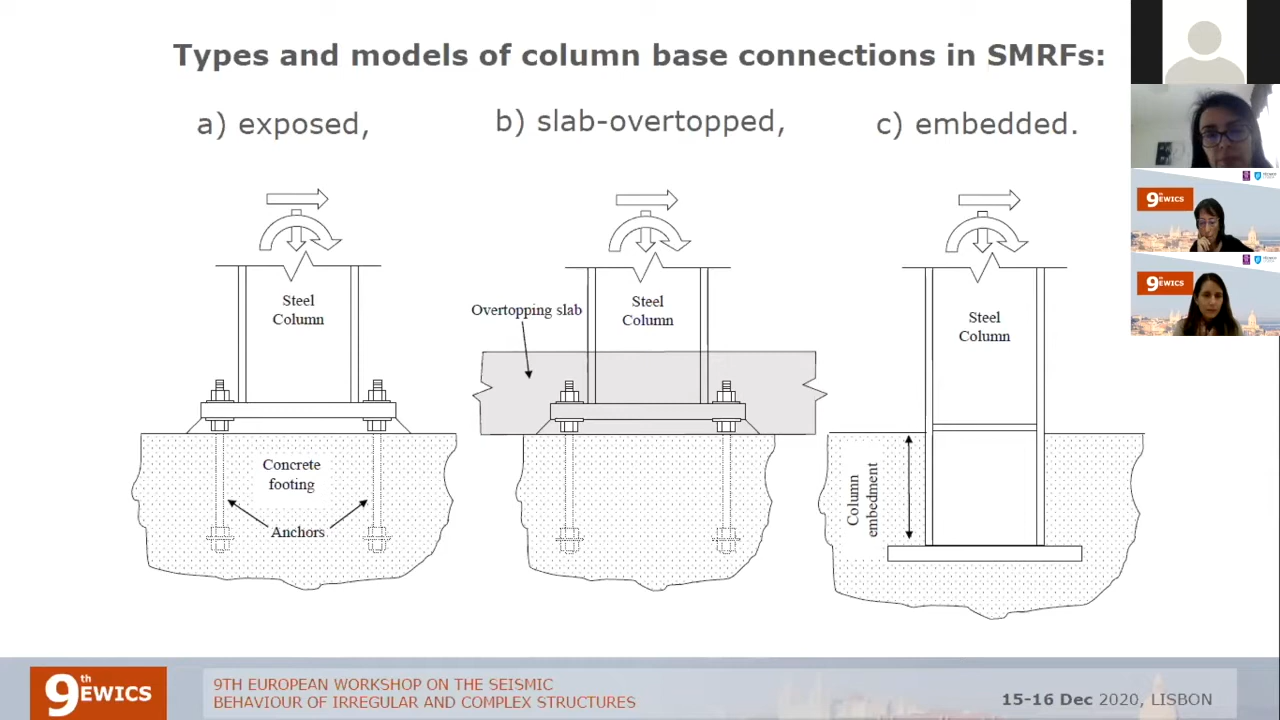 Types and models of column base connections in SMRFs:
a) exposed,
b) slab-overtopped,
c) embedded.
Steel
Column
Concrete
footing
Anchors
Overtopping slab
Steel
Column
Steel
Column
Column
embedment
9th EWICS
9th EWICS
9th EWICS
9TH EUROPEAN WORKSHOP ON THE SEISMIC
BEHAVIOUR OF IRREGULAR AND COMPLEX STRUCTURES
15-16 Dec 2020, LISBON